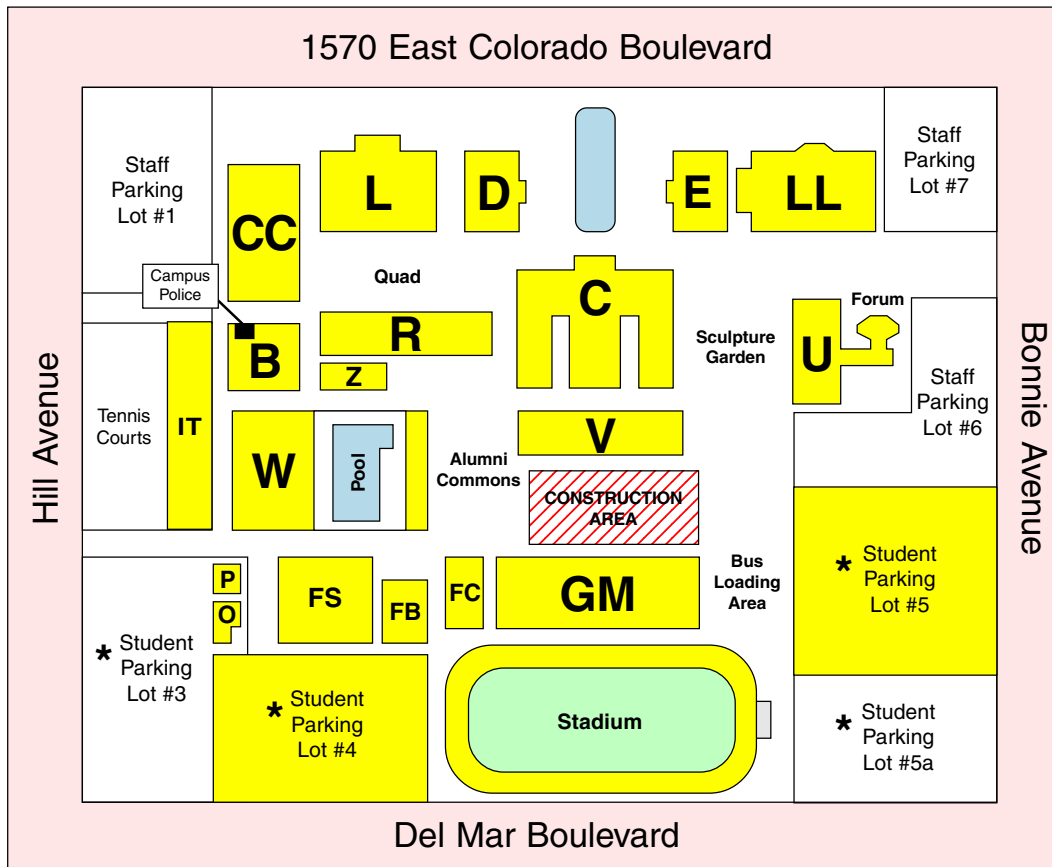 1570 East Colorado Boulevard
Staff
Parking
Lot #1
CC
L
D
E
LL
Staff
Parking
Lot #7
Campus
Police
Quad
C
Sculpture
Garden
U
Forum
Hill Avenue
Bonnie Avenue
Tennis
Courts
IT
B
R
Z
Staff
Parking
Lot #6
W
Pool
Alumni
Commons
V
CONSTRUCTION
AREA
P
O
FS
FB
FC
GM
Bus
Loading
Area
* Student
Parking
Lot #5
* Student
Parking
Lot #3
* Student
Parking
Lot #4
Stadium
* Student
Parking
Lot #5a
Del Mar Boulevard